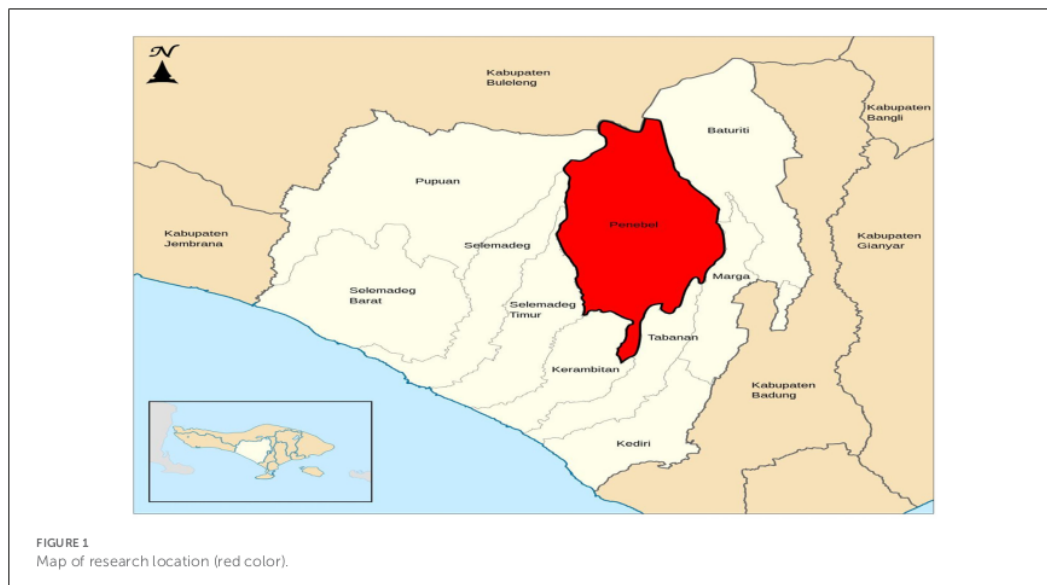 N
Kabupaten
Buleleng
Kabupaten
Bangli
Baturiti
Pupuan
Penebel
Kabupaten
Jembrana
Kabupaten
Gianyar
Selemadeg
Marga
Selemadeg
Barat
Selemadeg
Timur
Tabanan
Kerambitan
Kabupaten
Badung
Kediri
FIGURE 1
Map of research location (red color).